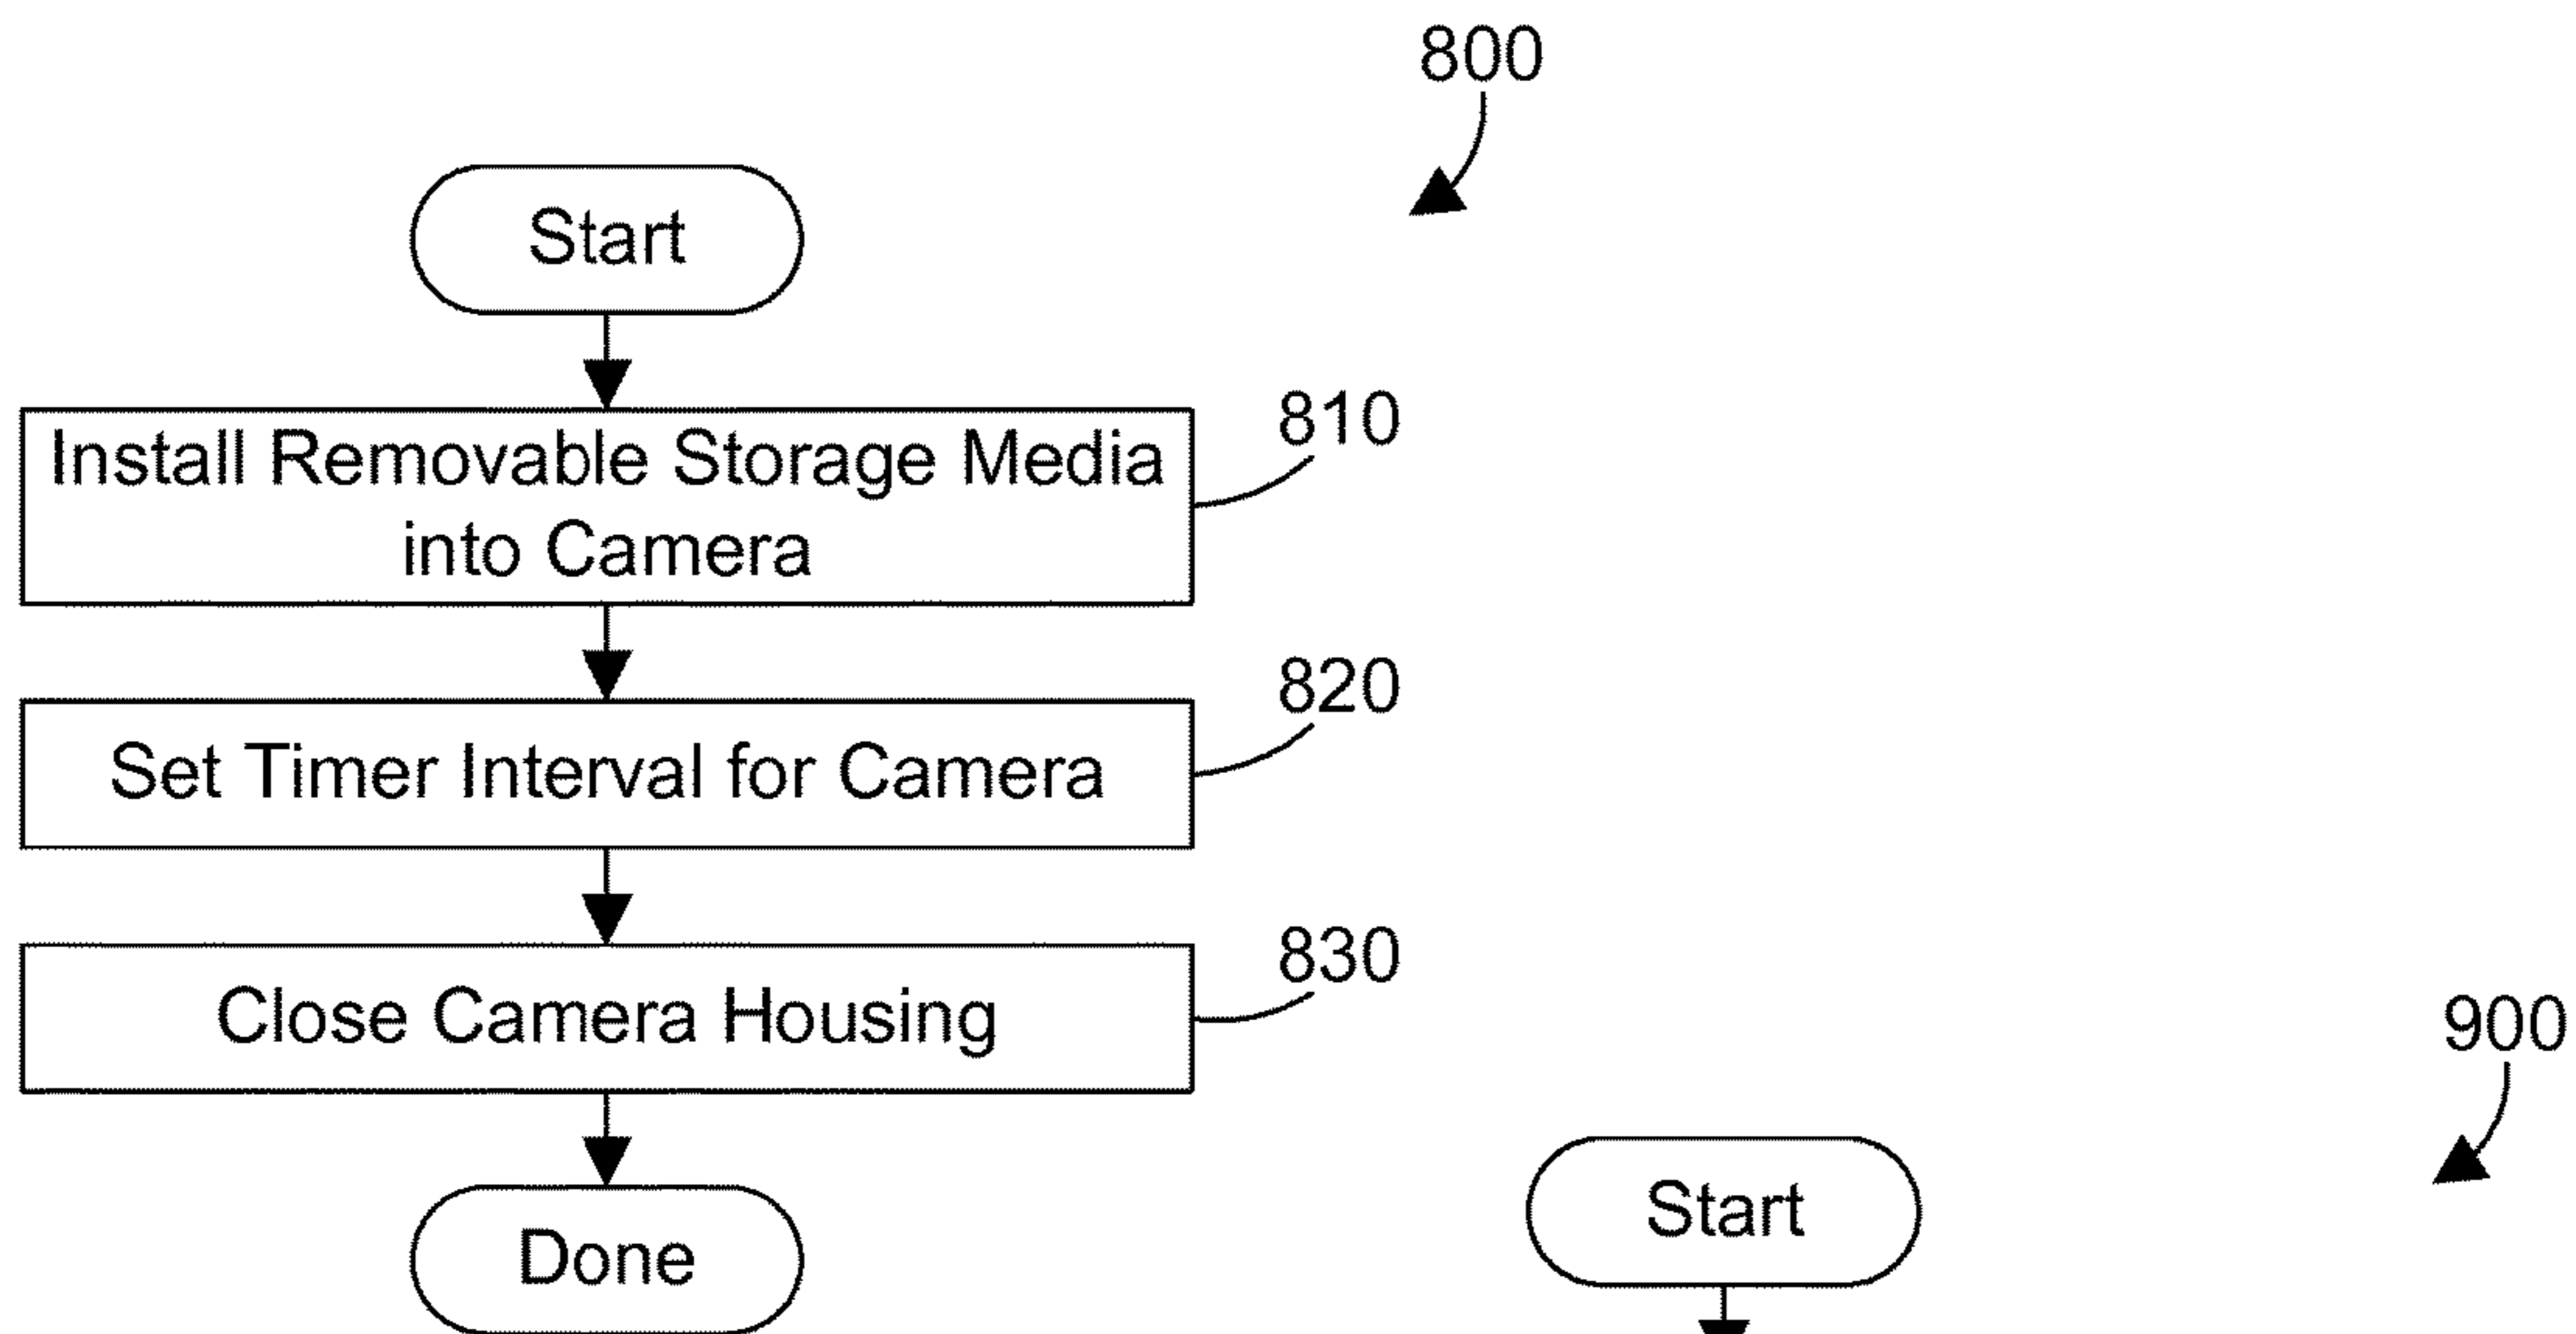 800
Start
Install Removable Storage Media
into Camera
810
Set Timer Interval for Camera
820
Close Camera Housing
830
Done
900
Start